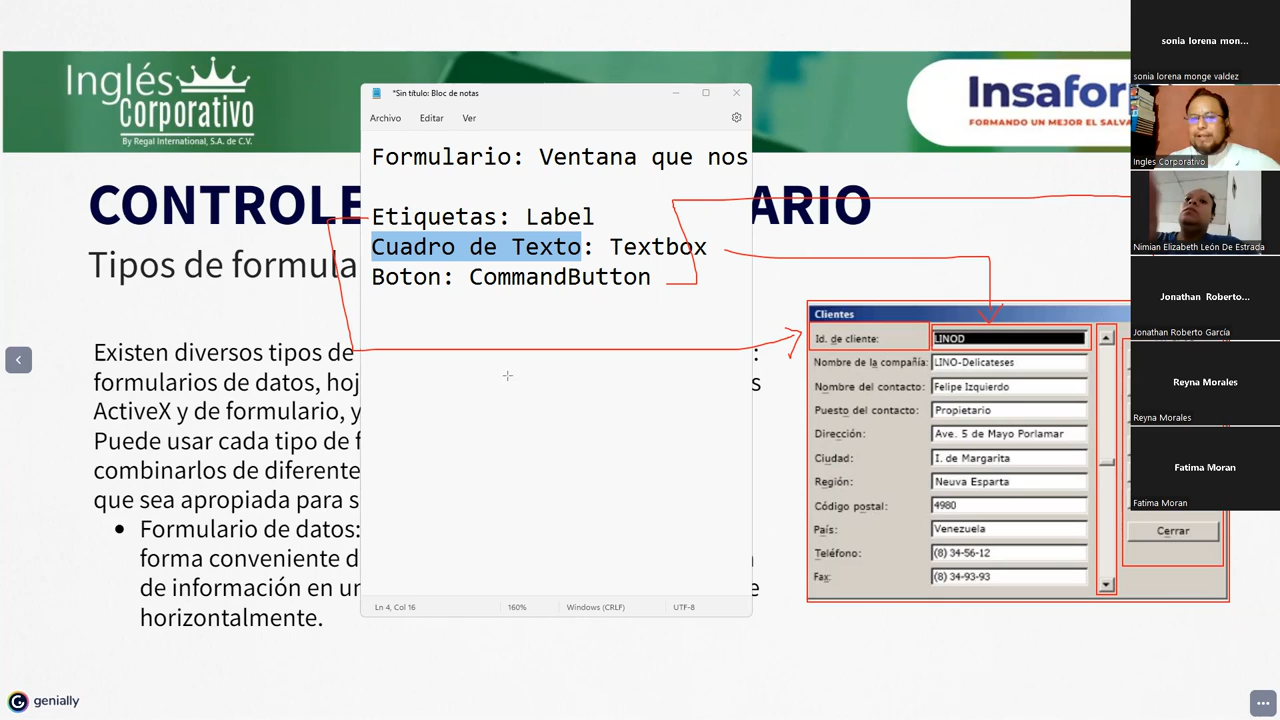 Inglés
Corporativo
By Regal International, S.A. de C.V.
Insafor
FORMANDO UN MEJOR EL SALVA
CONTROLE
ARIO
Tipos de formula
Existen diversos tipos de
:
formularios de datos, hoj
s
ActiveX y de formulario, y
Puede usar cada tipo de f
combinarlos de diferente
que sea apropiada para s
• Formulario de datos:
forma conveniente d
de información en un
e
horizontalmente.
*Sin título: Bloc de notas
Archivo Editar Ver
Formulario: Ventana que nos
Etiquetas: Label
Cuadro de Texto: Textbox
Boton: CommandButton
Ln 4, Col 16 160% Windows (CRLF) UTF-8
Clientes
Id. de cliente: LINOD
Nombre de la compañía: LINO-Delicateses
Nombre del contacto: Felipe Izquierdo
Puesto del contacto: Propietario
Dirección: Ave. 5 de Mayo Porlamar
Ciudad: I. de Margarita
Región: Neuva Esparta
Código postal: 4980
País: Venezuela
Teléfono: (8) 34-56-12
Fax: (8) 34-93-93
Cerrar
sonia lorena mon...
sonia lorena monge valdez
Ingles Corporativo
Nimian Elizabeth León De Estrada
Jonathan Roberto...
Jonathan Roberto García
Reyna Morales
Reyna Morales
Fatima Moran
Fatima Moran
genially